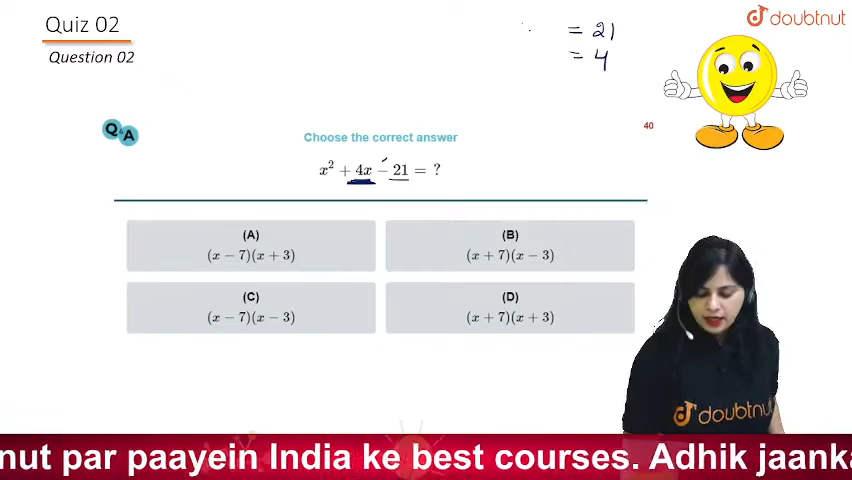 Quiz 02
Question 02
= 21
= 4
doubtnut
Q&A
Choose the correct answer
40
x² + 4x − 21 = ?
(A)
(x − 7)(x + 3)
(B)
(x + 7)(x − 3)
(C)
(x − 7)(x − 3)
(D)
(x + 7)(x + 3)
doubtnut
nut par paayein India ke best courses. Adhik jaanka